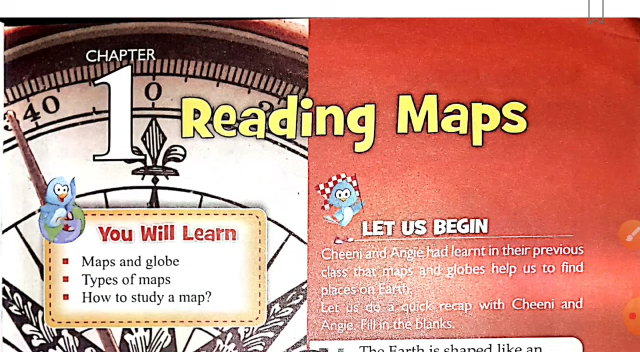 CHAPTER
1
40
0
Reading Maps
You Will Learn
Maps and globe
Types of maps
How to study a map?
LET US BEGIN
Cheeni and Angie had learnt in their previous
class that maps and globes help us to find
places on Earth.
Let us do a quick recap with Cheeni and
Angie. Fill in the blanks.
The Earth is shaped like an